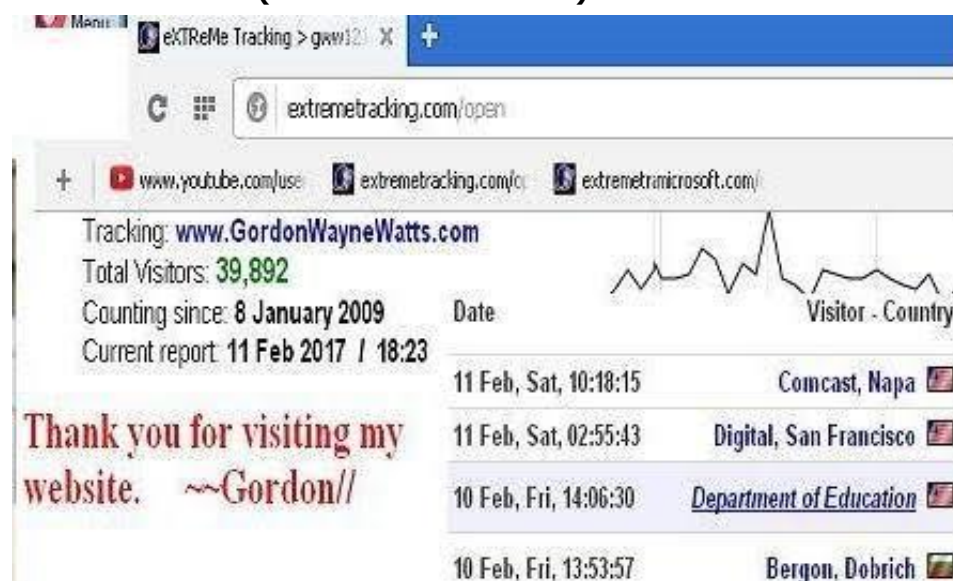 Menu
eXTReMe Tracking > gww121 X +
extremetracking.com/open
+ www.youtube.com/use extremetracking.com/o extremetrmicrosoft.com/
Tracking: www.GordonWayneWatts.com
Total Visitors: 39,892
Counting since: 8 January 2009
Current report: 11 Feb 2017 / 18:23
Date Visitor - Country
11 Feb, Sat, 10:18:15 Comcast, Napa
11 Feb, Sat, 02:55:43 Digital, San Francisco
10 Feb, Fri, 14:06:30 Department of Education
10 Feb, Fri, 13:53:57 Bergon, Dobrich
Thank you for visiting my
website. ~~Gordon//